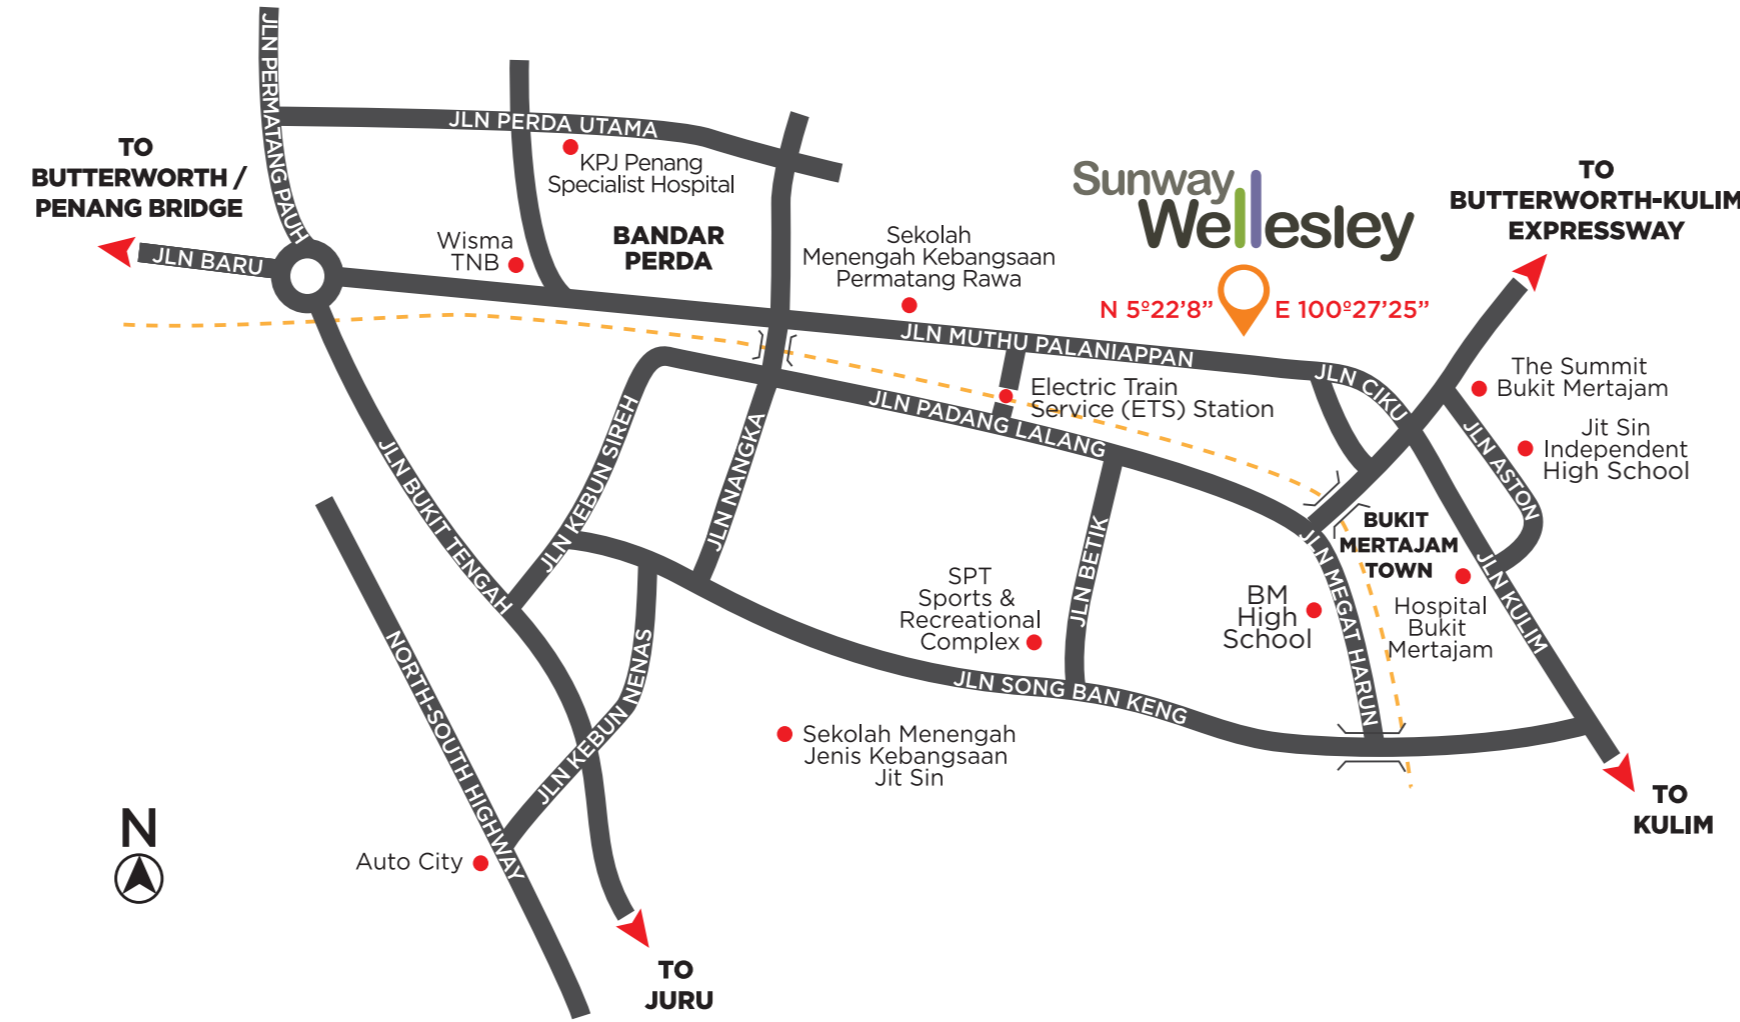 JLN PERMATANG PAUH
JLN PERDA UTAMA
KPJ Penang
Specialist Hospital
TO
BUTTERWORTH /
PENANG BRIDGE
JLN BARU
Wisma
TNB
BANDAR
PERDA
Sekolah
Menengah Kebangsaan
Permatang Rawa
Sunway
Wellesley
N 5º22’8”
E 100º27’25”
TO
BUTTERWORTH-KULIM
EXPRESSWAY
JLN MUTHU PALANIAPPAN
JLN CIKU
The Summit
Bukit Mertajam
Electric Train
Service (ETS) Station
JLN PADANG LALANG
JLN KEBUN SIREH
JLN NANGKA
JLN BUKIT TENGAH
JLN ASTON
Jit Sin
Independent
High School
BUKIT
MERTAJAM
TOWN
JLN BETIK
JLN MEGAT HARUN
JLN KULIM
SPT
Sports &
Recreational
Complex
BM
High
School
Hospital
Bukit
Mertajam
NORTH-SOUTH HIGHWAY
JLN KEBUN NENAS
JLN SONG BAN KENG
Sekolah Menengah
Jenis Kebangsaan
Jit Sin
TO
KULIM
N
Auto City
TO
JURU